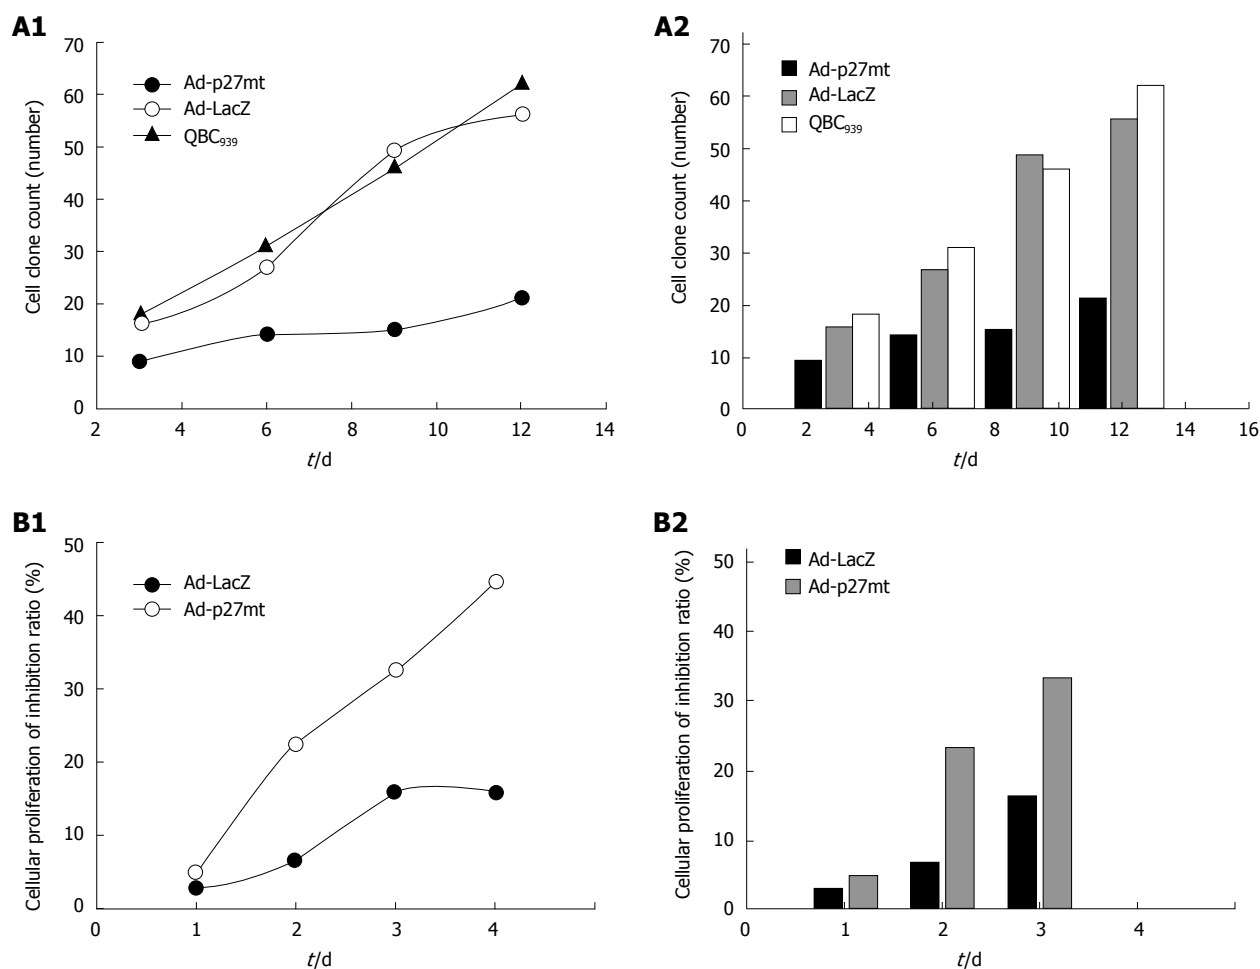 A1
70
60
50
40
30
20
10
0
Cell clone count (number)
Ad-p27mt
Ad-LacZ
QBC939
2 4 6 8 10 12 14
t/d
A2
70
60
50
40
30
20
10
0
Cell clone count (number)
Ad-p27mt
Ad-LacZ
QBC939
0 2 4 6 8 10 12 14 16
t/d
B1
50
40
30
20
10
0
Cellular proliferation of inhibition ratio (%)
Ad-LacZ
Ad-p27mt
0 1 2 3 4
t/d
B2
50
40
30
20
10
0
Cellular proliferation of inhibition ratio (%)
Ad-LacZ
Ad-p27mt
0 1 2 3 4
t/d